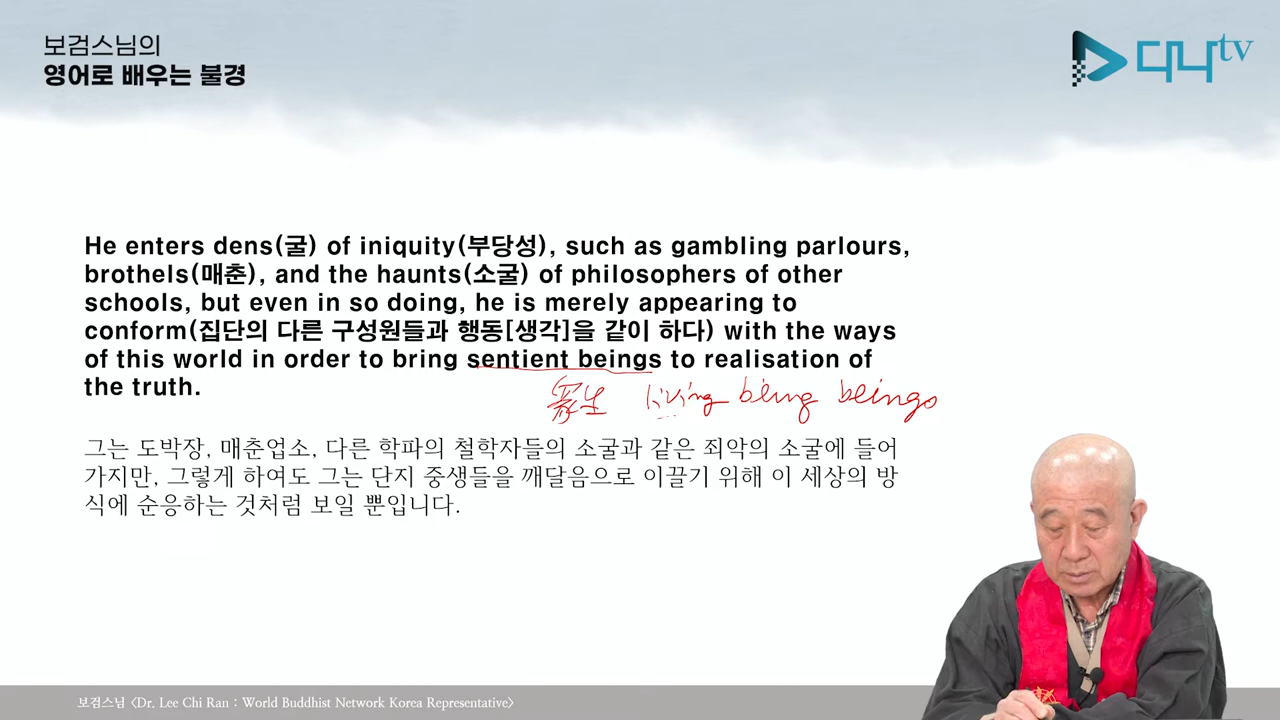 보검스님의
영어로 배우는 불경
디나tv
He enters dens(굴) of iniquity(부당성), such as gambling parlours,
brothels(매춘), and the haunts(소굴) of philosophers of other
schools, but even in so doing, he is merely appearing to
conform(집단의 다른 구성원들과 행동[생각]을 같이 하다) with the ways
of this world in order to bring sentient beings to realisation of
the truth.
衆生 living being beings
그는 도박장, 매춘업소, 다른 학파의 철학자들의 소굴과 같은 죄악의 소굴에 들어
가지만, 그렇게 하여도 그는 단지 중생들을 깨달음으로 이끌기 위해 이 세상의 방
식에 순응하는 것처럼 보일 뿐입니다.
보검스님 <Dr. Lee Chi Ran : World Buddhist Network Korea Representative>